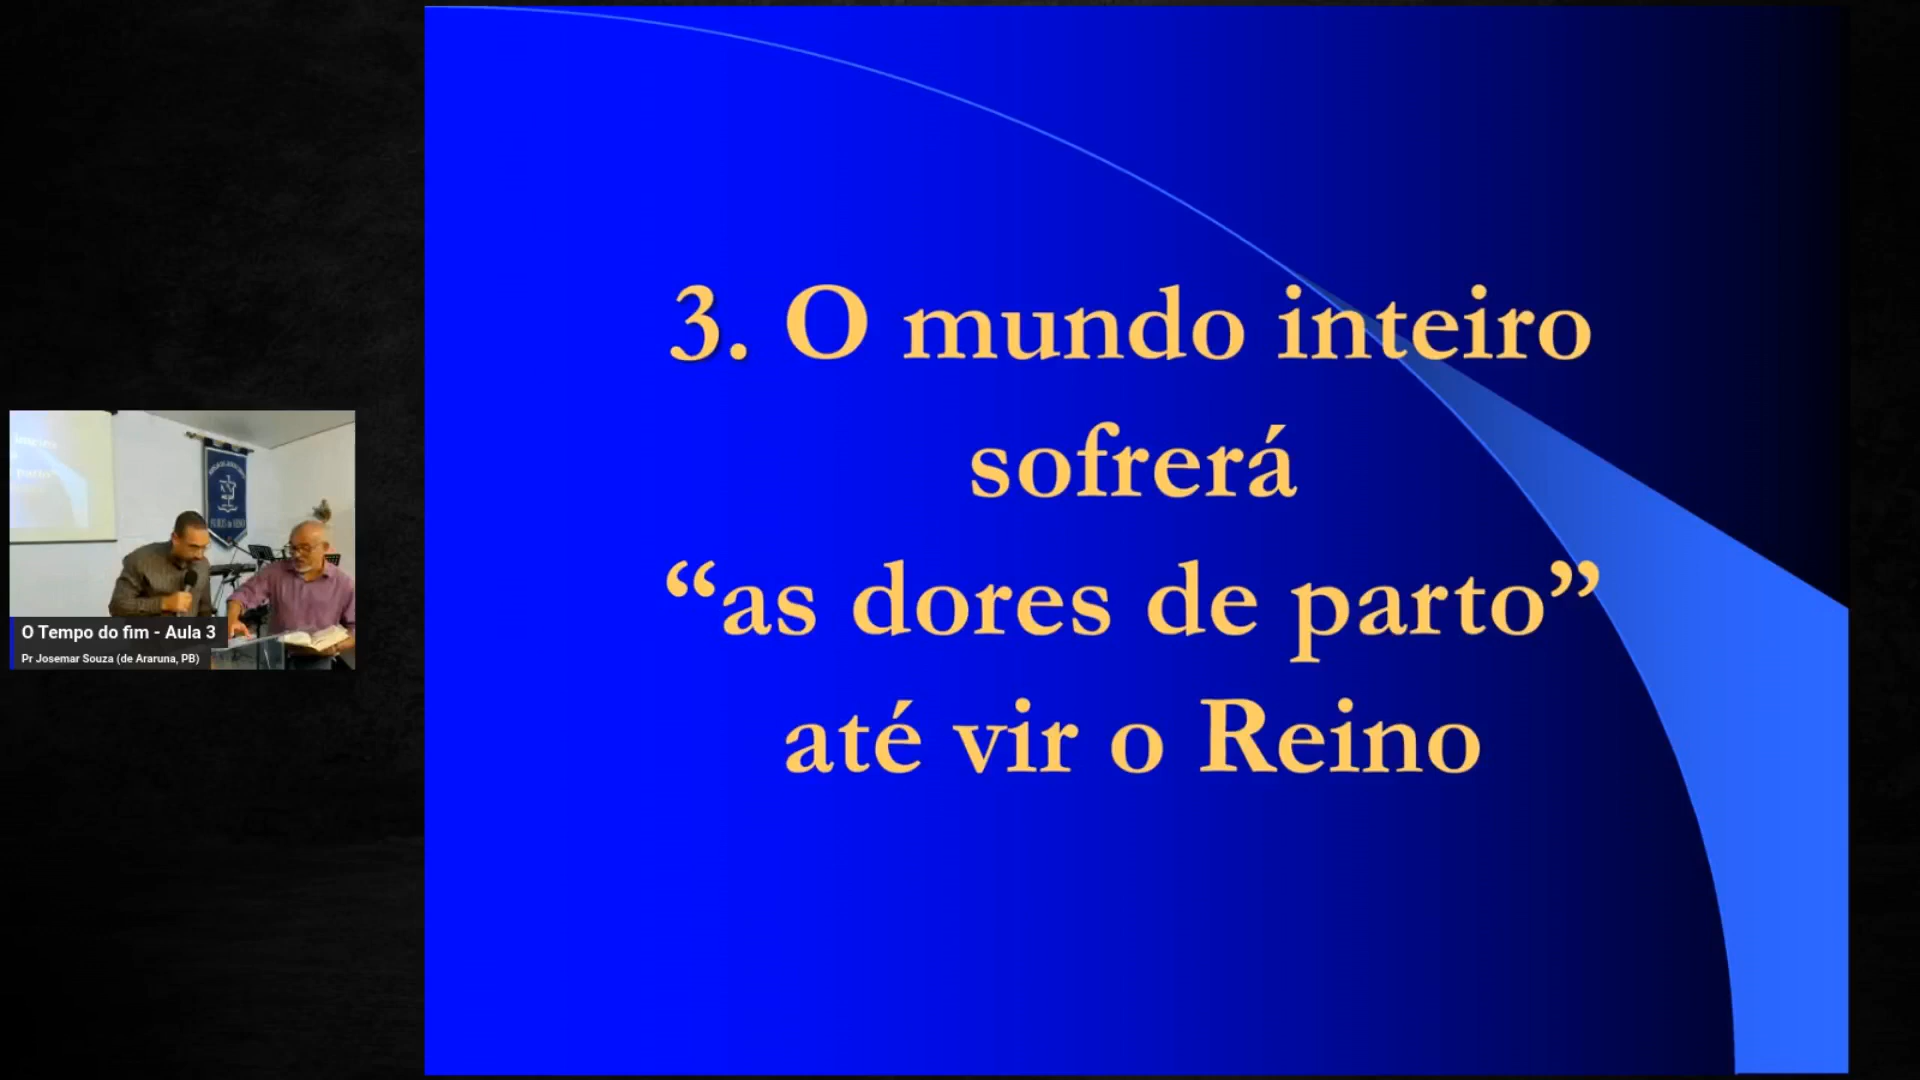 3. O mundo inteiro
sofrerá
“as dores de parto”
até vir o Reino
O Tempo do fim - Aula 3
Pr Josemar Souza (de Araruna, PB)